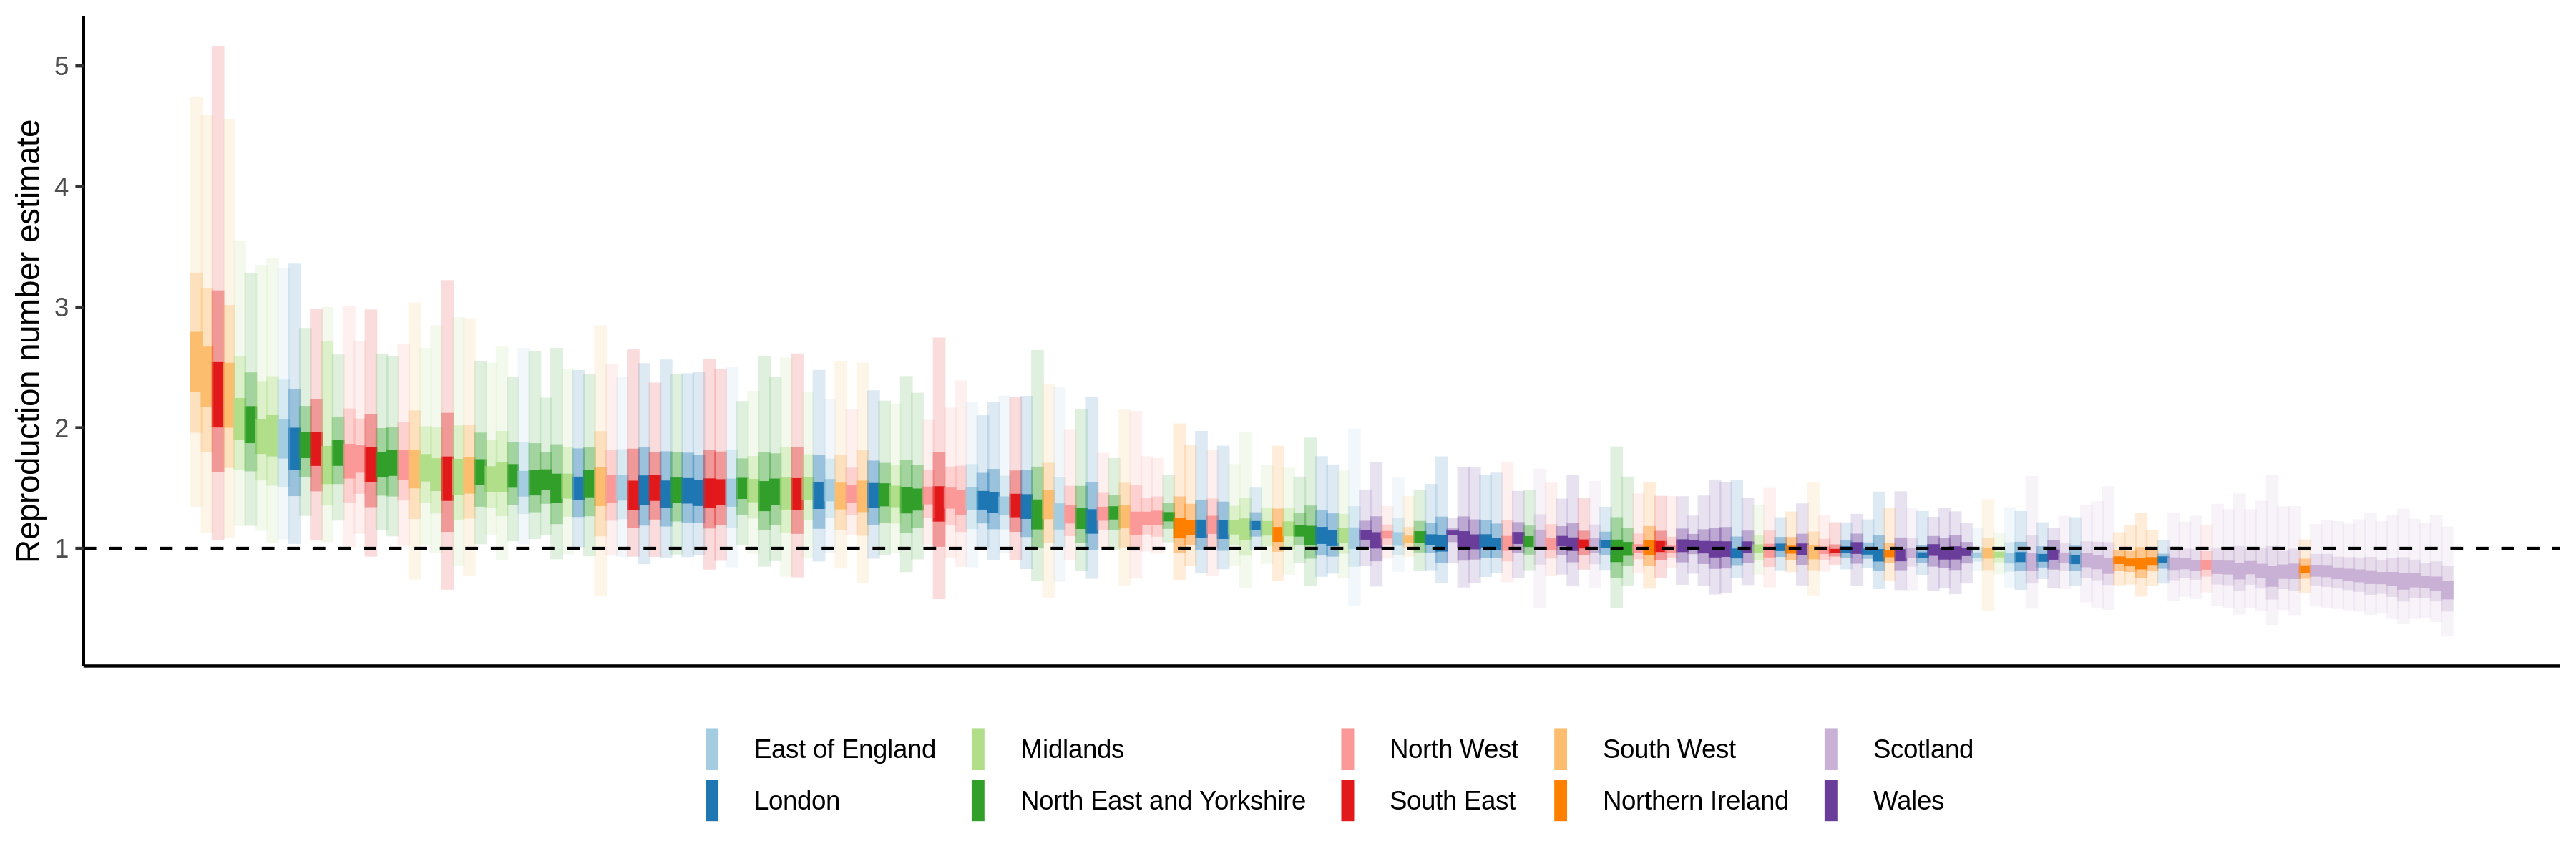 Reproduction number estimate
5
4
3
2
1
East of England
Midlands
North West
South West
Scotland
London
North East and Yorkshire
South East
Northern Ireland
Wales